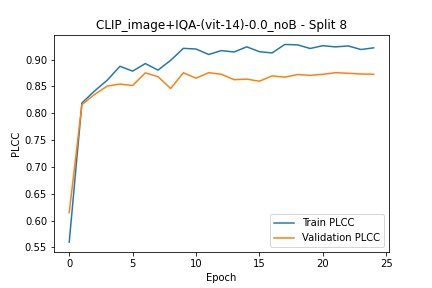 CLIP_image+IQA-(vit-14)-0.0_noB - Split 8
PLCC
0.90
0.85
0.80
0.75
0.70
0.65
0.60
0.55
Train PLCC
Validation PLCC
0 5 10 15 20 25
Epoch